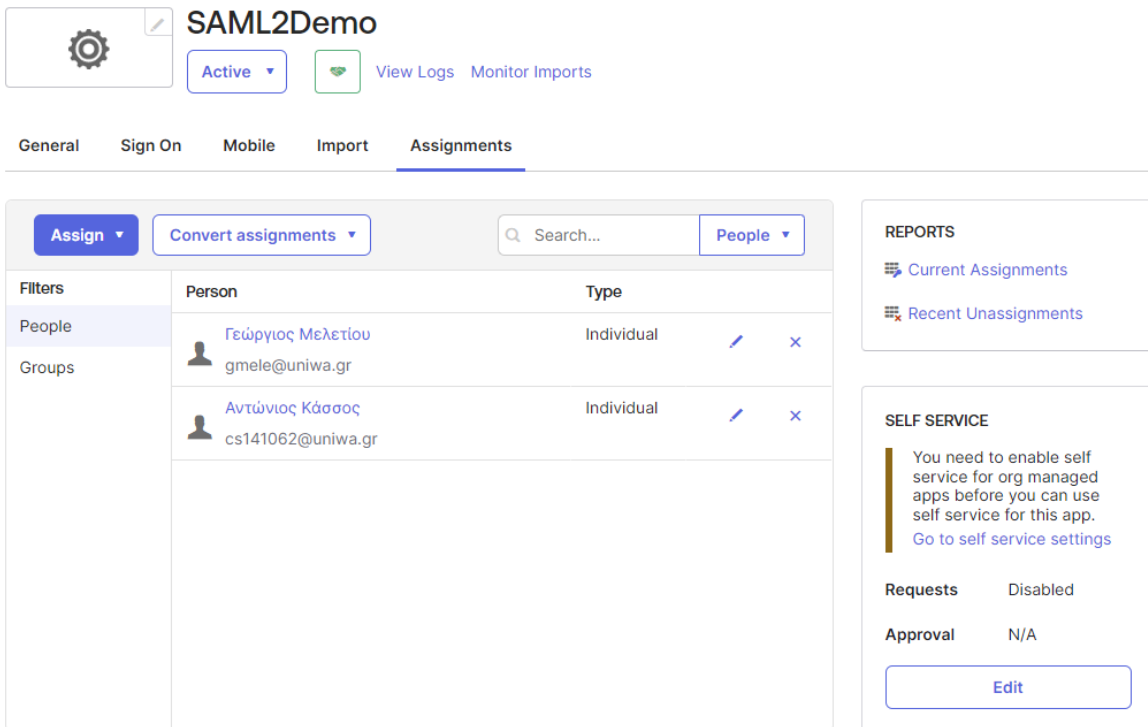 SAML2Demo
Active
View Logs
Monitor Imports
General
Sign On
Mobile
Import
Assignments
Assign
Convert assignments
Search...
People
Filters
People
Groups
Person
Type
Γεώργιος Μελετίου
Individual
gmele@uniwa.gr
Αντώνιος Κάσσος
Individual
cs141062@uniwa.gr
REPORTS
Current Assignments
Recent Unassignments
SELF SERVICE
You need to enable self
service for org managed
apps before you can use
self service for this app.
Go to self service settings
Requests
Disabled
Approval
N/A
Edit